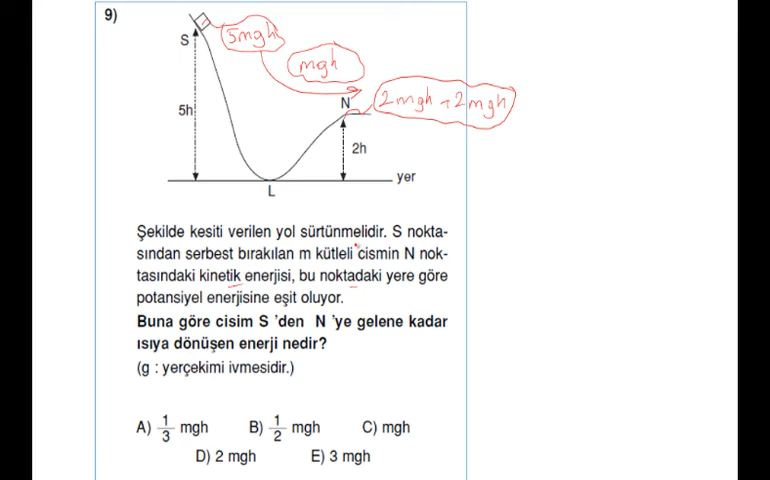 9)
S
5mgh
mgh
N
2mgh + 2mgh
5h
2h
yer
L
Şekilde kesiti verilen yol sürtünmelidir. S nokta-
sından serbest bırakılan m kütleli cismin N nok-
tasındaki kinetik enerjisi, bu noktadaki yere göre
potansiyel enerjisine eşit oluyor.
Buna göre cisim S 'den N 'ye gelene kadar
ısıya dönüşen enerji nedir?
(g : yerçekimi ivmesidir.)
A) 1/3 mgh B) 1/2 mgh C) mgh
D) 2 mgh E) 3 mgh